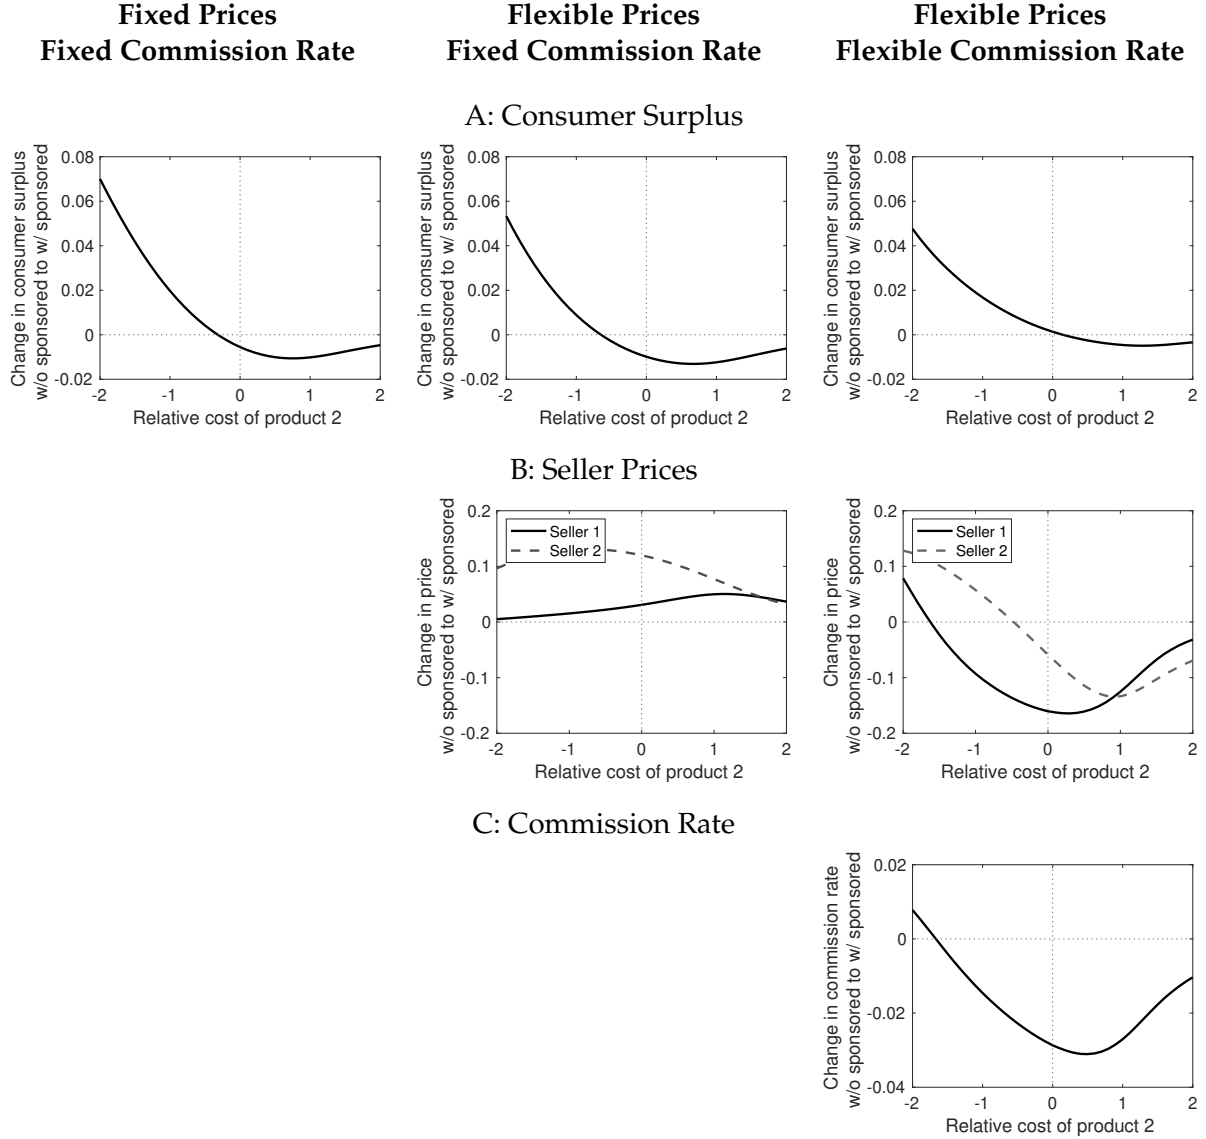 Fixed Prices
Fixed Commission Rate
Flexible Prices
Fixed Commission Rate
Flexible Prices
Flexible Commission Rate
A: Consumer Surplus
Change in consumer surplus
w/o sponsored to w/ sponsored
0.08
0.06
0.04
0.02
0
-0.02
-2 -1 0 1 2
Relative cost of product 2
Change in consumer surplus
w/o sponsored to w/ sponsored
0.08
0.06
0.04
0.02
0
-0.02
-2 -1 0 1 2
Relative cost of product 2
Change in consumer surplus
w/o sponsored to w/ sponsored
0.08
0.06
0.04
0.02
0
-0.02
-2 -1 0 1 2
Relative cost of product 2
B: Seller Prices
Change in price
w/o sponsored to w/ sponsored
0.2
0.1
0
-0.1
-0.2
Seller 1
Seller 2
-2 -1 0 1 2
Relative cost of product 2
Change in price
w/o sponsored to w/ sponsored
0.2
0.1
0
-0.1
-0.2
Seller 1
Seller 2
-2 -1 0 1 2
Relative cost of product 2
C: Commission Rate
Change in commission rate
w/o sponsored to w/ sponsored
0.02
0
-0.02
-0.04
-2 -1 0 1 2
Relative cost of product 2